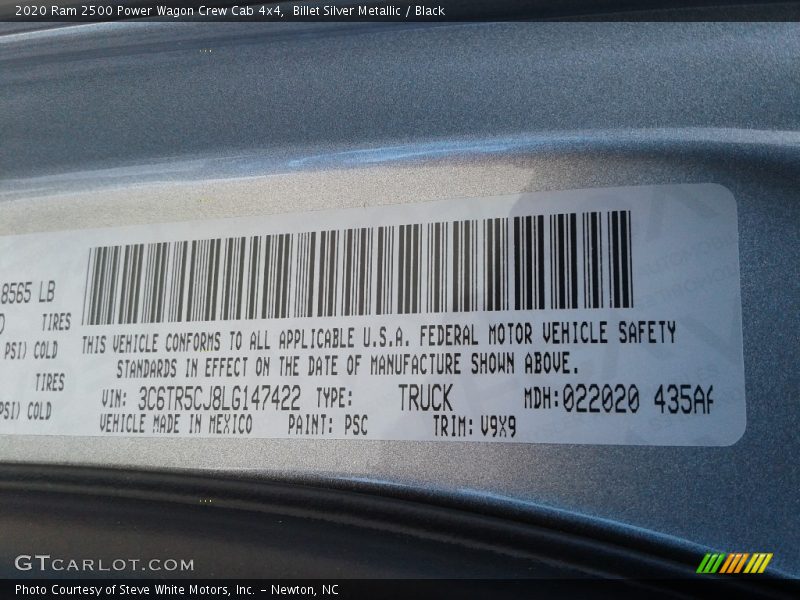 2020 Ram 2500 Power Wagon Crew Cab 4x4,  Billet Silver Metallic / Black
8565 LB
TIRES
PSI) COLD
TIRES
PSI) COLD
THIS VEHICLE CONFORMS TO ALL APPLICABLE U.S.A. FEDERAL MOTOR VEHICLE SAFETY
STANDARDS IN EFFECT ON THE DATE OF MANUFACTURE SHOWN ABOVE.
VIN: 3C6TR5CJ8LG147422 TYPE: TRUCK MDH:022020 435AA
VEHICLE MADE IN MEXICO PAINT: PSC TRIM: V9X9
GTCARLOT.COM
Photo Courtesy of Steve White Motors, Inc. – Newton, NC